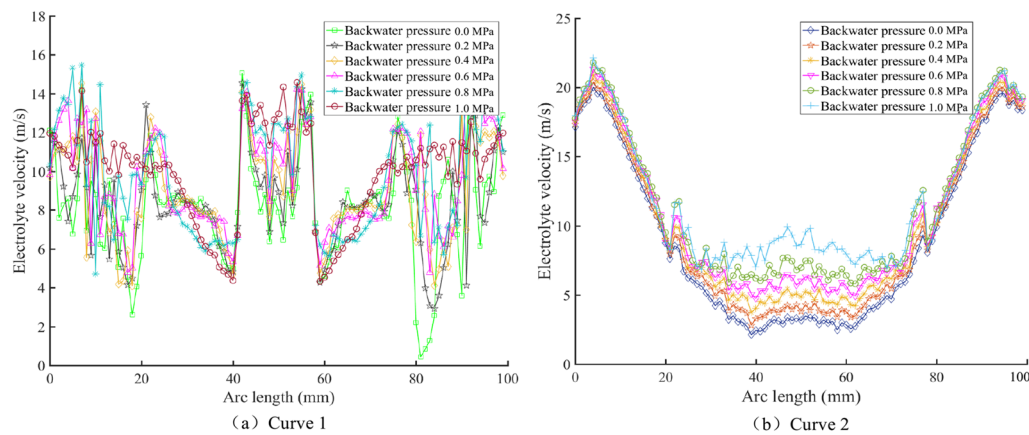 18
16
14
12
10
8
6
4
2
0
Electrolyte velocity (m/s)
Backwater pressure 0.0 MPa
Backwater pressure 0.2 MPa
Backwater pressure 0.4 MPa
Backwater pressure 0.6 MPa
Backwater pressure 0.8 MPa
Backwater pressure 1.0 MPa
0 20 40 60 80 100
Arc length (mm)
(a) Curve 1
25
20
15
10
5
0
Electrolyte velocity (m/s)
Backwater pressure 0.0 MPa
Backwater pressure 0.2 MPa
Backwater pressure 0.4 MPa
Backwater pressure 0.6 MPa
Backwater pressure 0.8 MPa
Backwater pressure 1.0 MPa
0 20 40 60 80 100
Arc length (mm)
(b) Curve 2